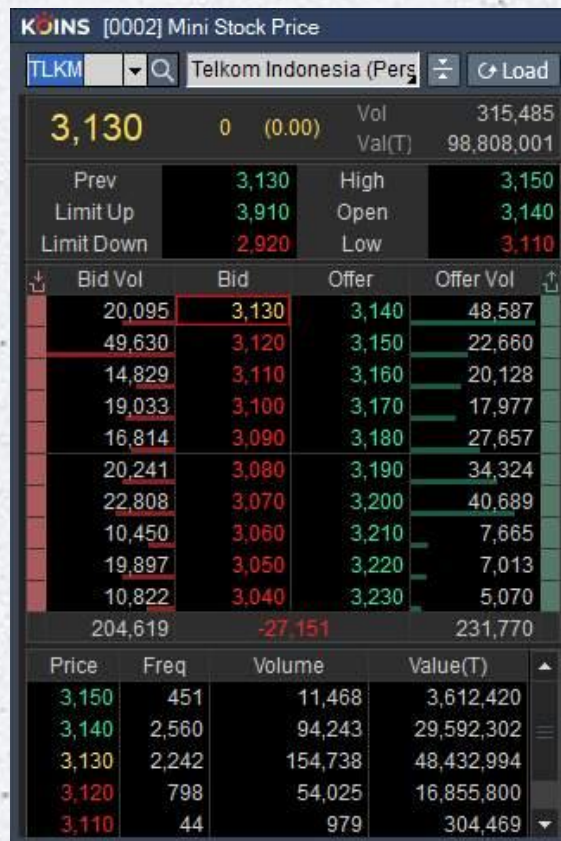 KOINS [0002] Mini Stock Price
TLKM Telkom Indonesia (Pers Load
3,130 0 (0.00) Vol 315,485
Val(T) 98,808,001
Prev 3,130 High 3,150
Limit Up 3,910 Open 3,140
Limit Down 2,920 Low 3,110
Bid Vol Bid Offer Offer Vol
20,095 3,130 3,140 48,587
49,630 3,120 3,150 22,660
14,829 3,110 3,160 20,128
19,033 3,100 3,170 17,977
16,814 3,090 3,180 27,657
20,241 3,080 3,190 34,324
22,808 3,070 3,200 40,689
10,450 3,060 3,210 7,665
19,897 3,050 3,220 7,013
10,822 3,040 3,230 5,070
204,619 -27,151 231,770
Price Freq Volume Value(T)
3,150 451 11,468 3,612,420
3,140 2,560 94,243 29,592,302
3,130 2,242 154,738 48,432,994
3,120 798 54,025 16,855,800
3,110 44 979 304,469